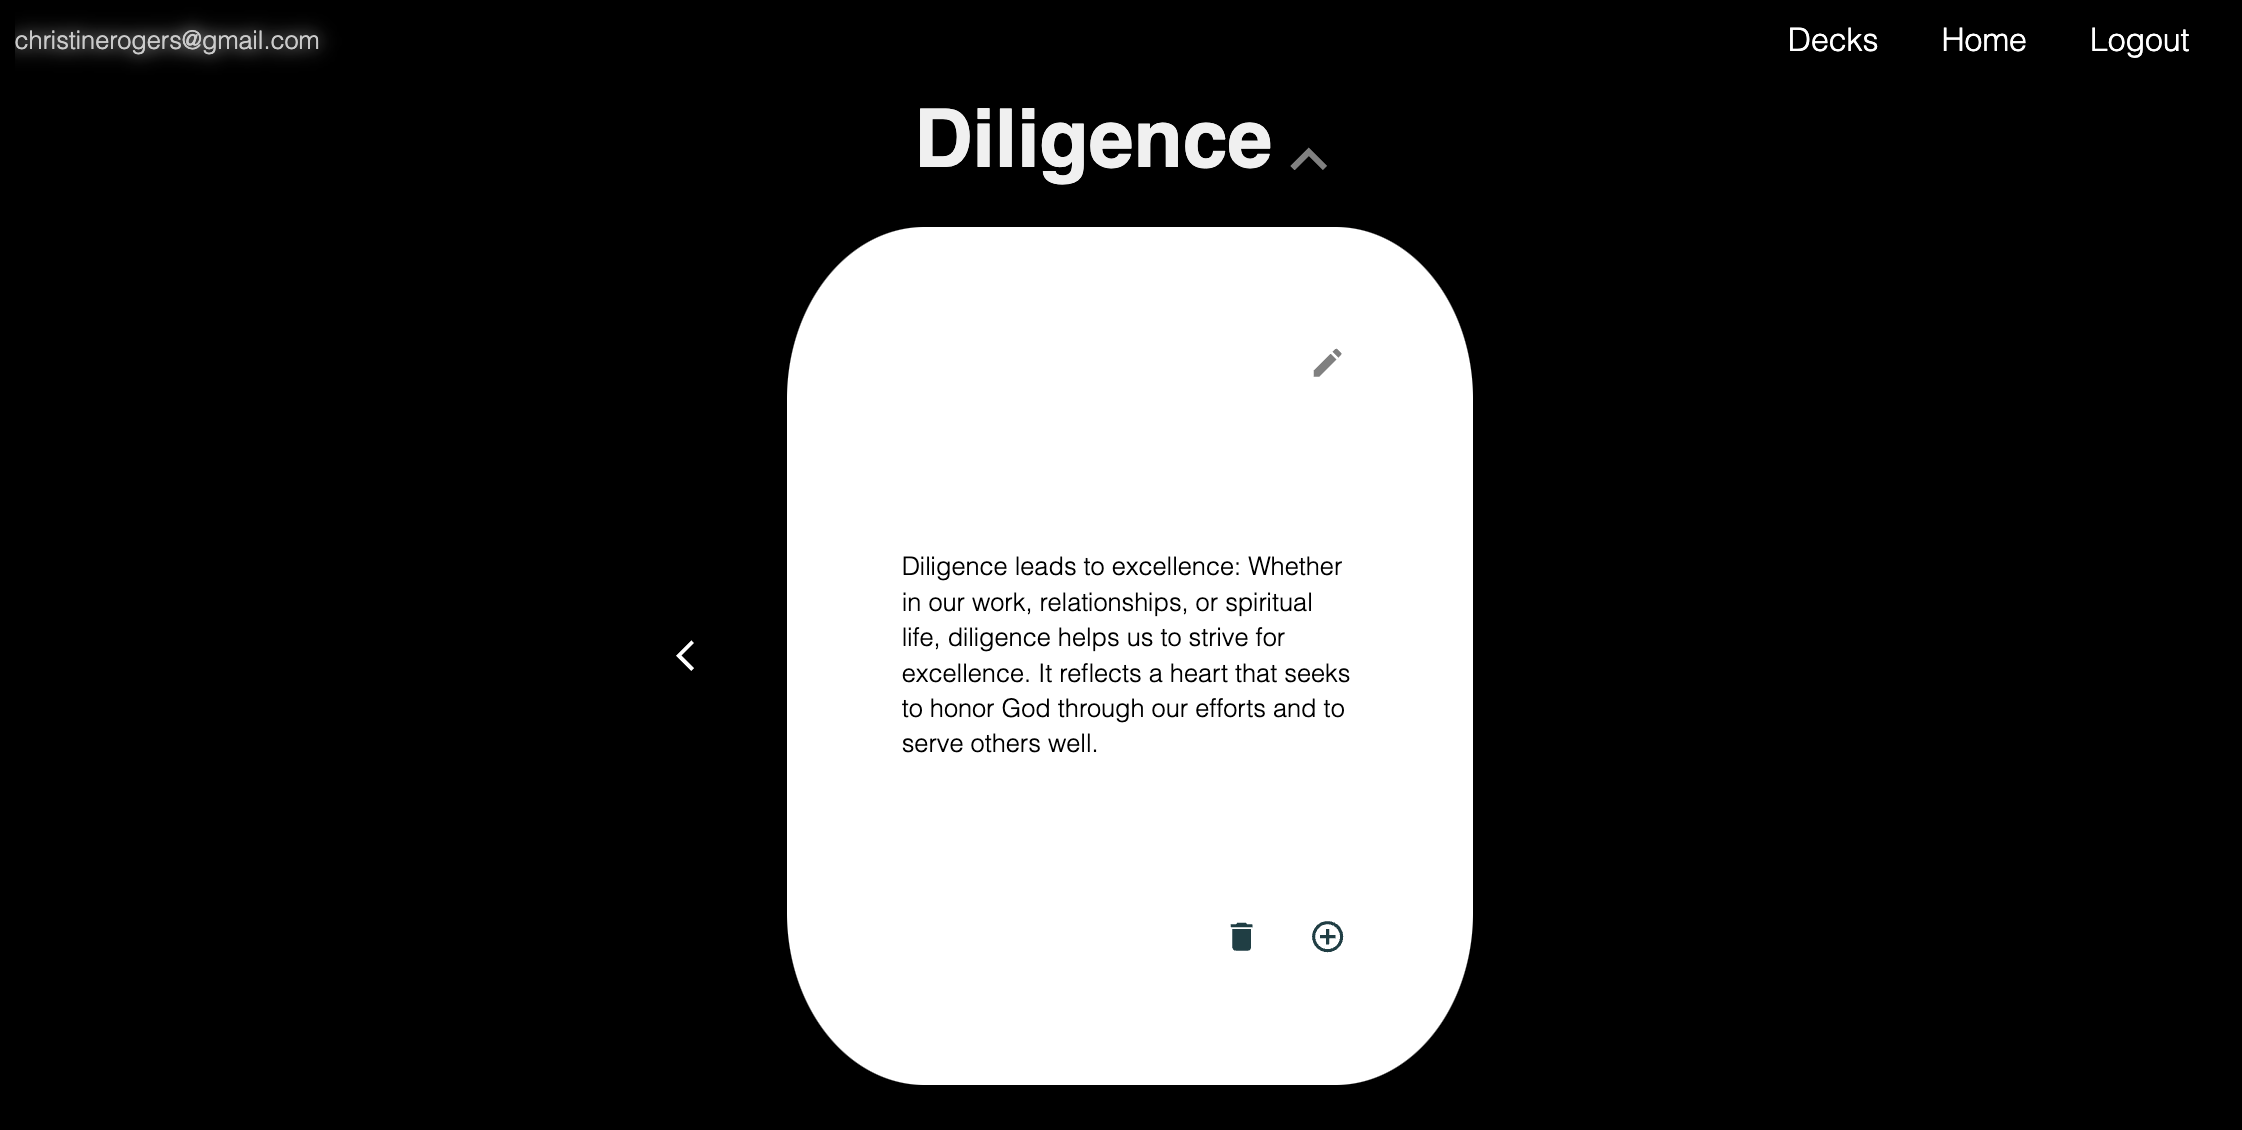 christinerogers@gmail.com
Decks
Home
Logout
Diligence
Diligence leads to excellence: Whether
in our work, relationships, or spiritual
life, diligence helps us to strive for
excellence. It reflects a heart that seeks
to honor God through our efforts and to
serve others well.